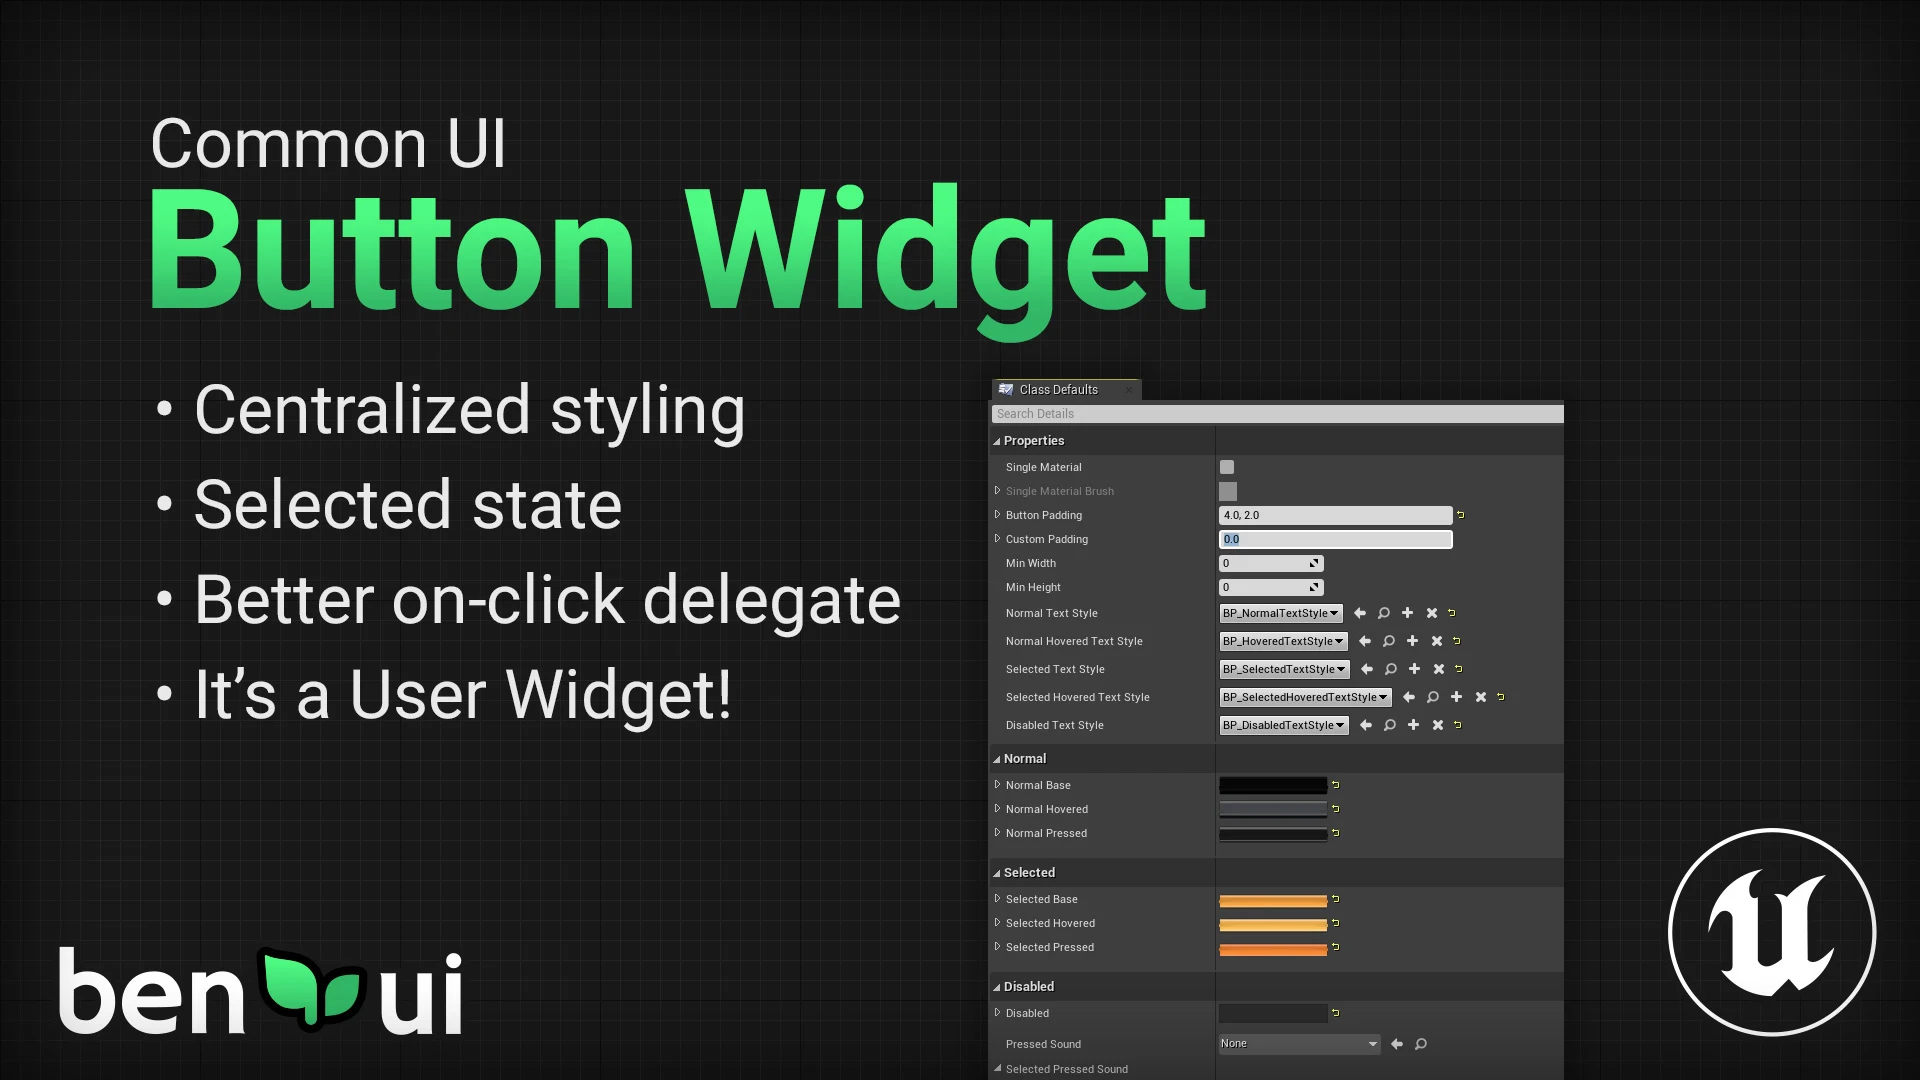 Common UI
Button Widget
• Centralized styling
• Selected state
• Better on-click delegate
• It’s a User Widget!
Class Defaults
Search Details
Properties
Single Material
Single Material Brush
Button Padding 4.0, 2.0
Custom Padding 0.0
Min Width 0
Min Height 0
Normal Text Style BP_NormalTextStyle
Normal Hovered Text Style BP_HoveredTextStyle
Selected Text Style BP_SelectedTextStyle
Selected Hovered Text Style BP_SelectedHoveredTextStyle
Disabled Text Style BP_DisabledTextStyle
Normal
Normal Base
Normal Hovered
Normal Pressed
Selected
Selected Base
Selected Hovered
Selected Pressed
Disabled
Disabled
Pressed Sound None
Selected Pressed Sound
ben ui